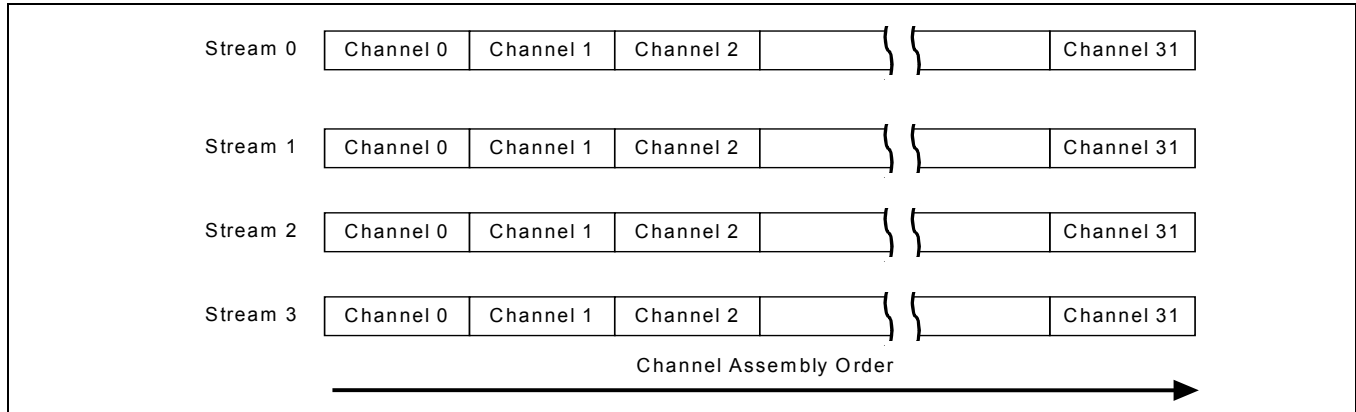 Stream 0 Channel 0 Channel 1 Channel 2 Channel 31
Stream 1 Channel 0 Channel 1 Channel 2 Channel 31
Stream 2 Channel 0 Channel 1 Channel 2 Channel 31
Stream 3 Channel 0 Channel 1 Channel 2 Channel 31
Channel Assembly Order